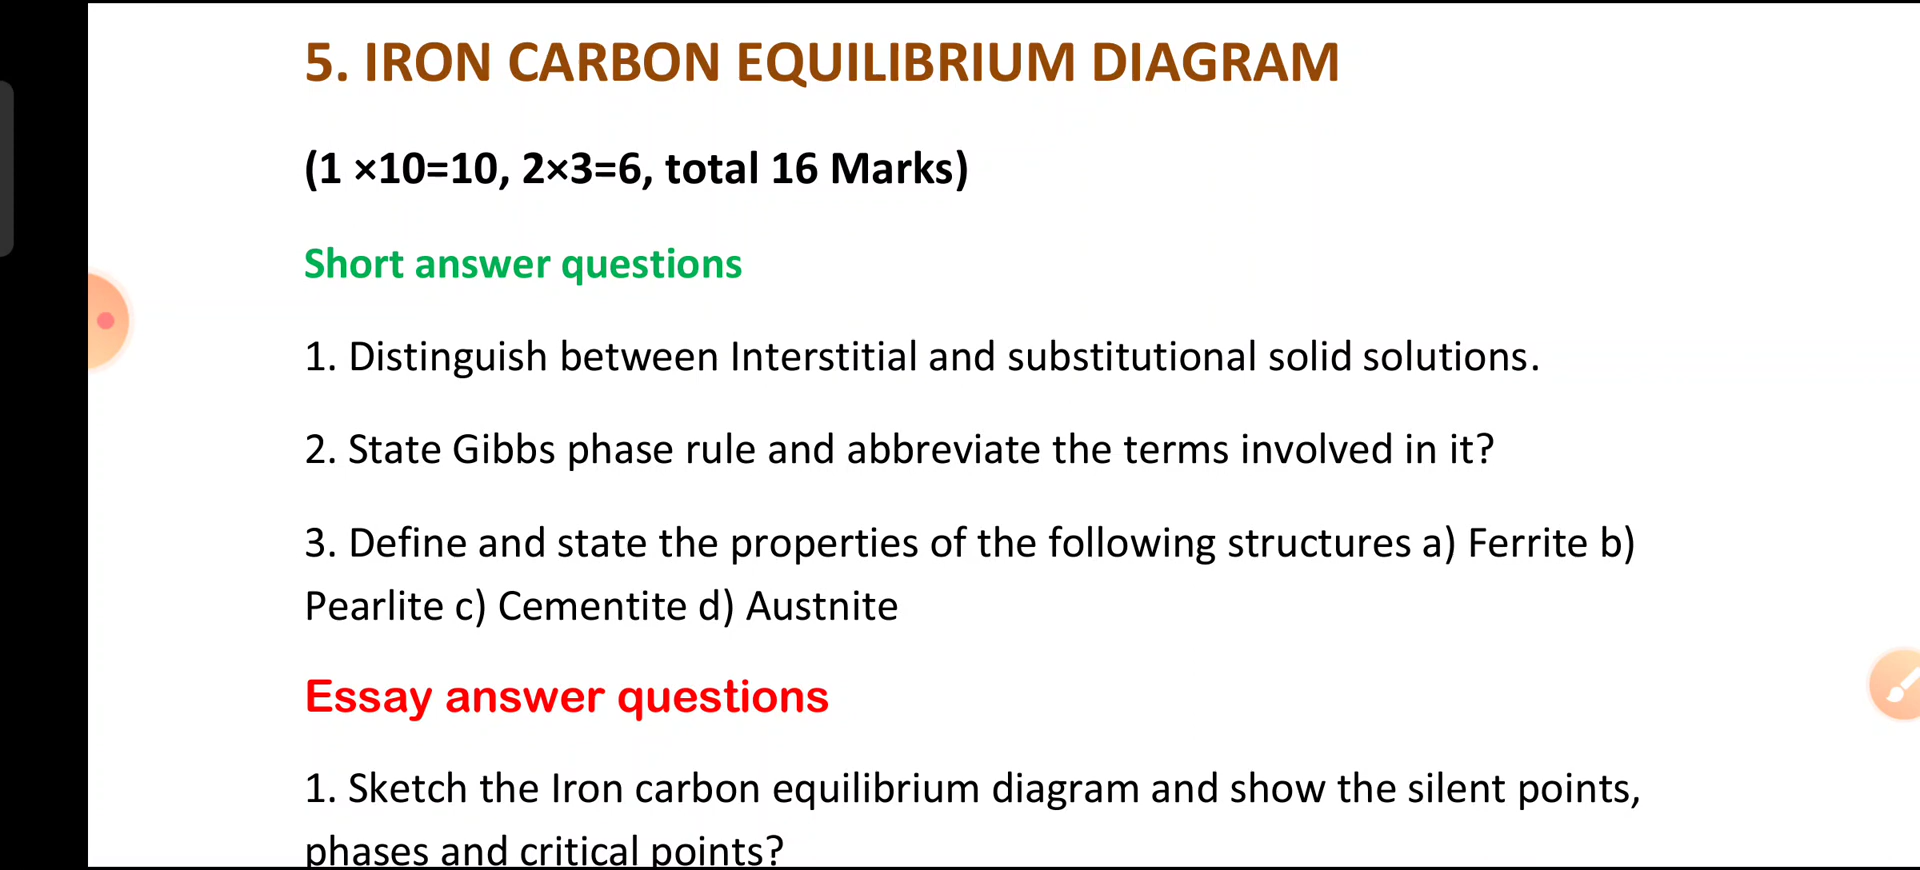 5. IRON CARBON EQUILIBRIUM DIAGRAM
(1 ×10=10, 2×3=6, total 16 Marks)
Short answer questions
1. Distinguish between Interstitial and substitutional solid solutions.
2. State Gibbs phase rule and abbreviate the terms involved in it?
3. Define and state the properties of the following structures a) Ferrite b)
Pearlite c) Cementite d) Austnite
Essay answer questions
1. Sketch the Iron carbon equilibrium diagram and show the silent points,
phases and critical points?